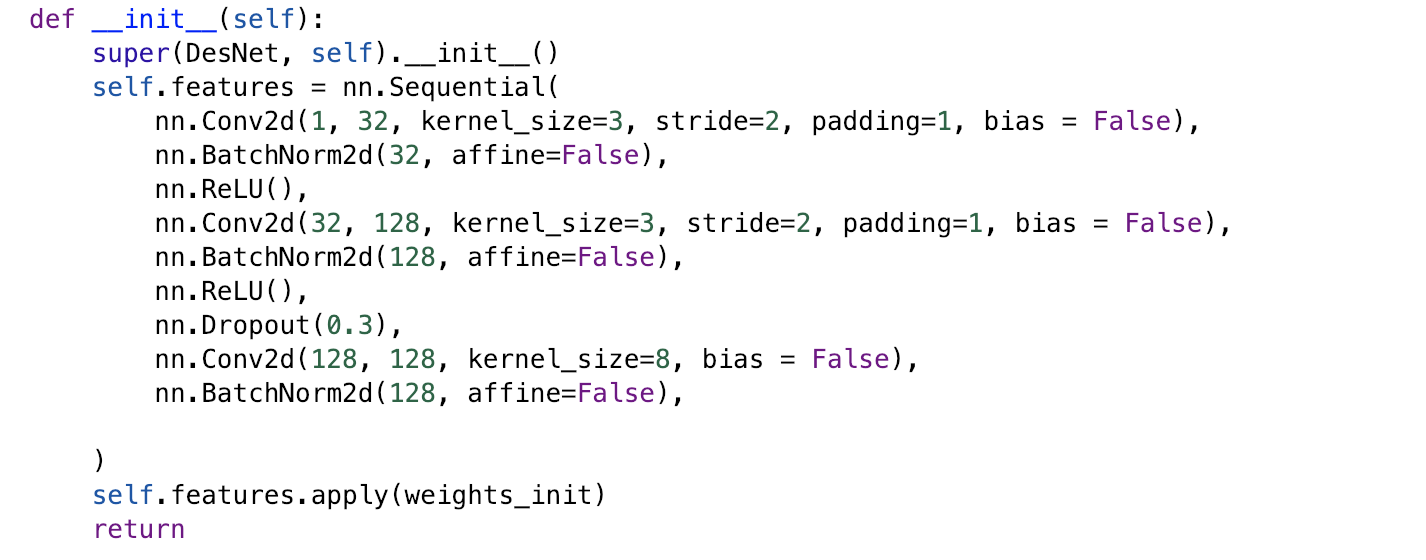 def __init__(self):
    super(DesNet, self).__init__()
    self.features = nn.Sequential(
        nn.Conv2d(1, 32, kernel_size=3, stride=2, padding=1, bias = False),
        nn.BatchNorm2d(32, affine=False),
        nn.ReLU(),
        nn.Conv2d(32, 128, kernel_size=3, stride=2, padding=1, bias = False),
        nn.BatchNorm2d(128, affine=False),
        nn.ReLU(),
        nn.Dropout(0.3),
        nn.Conv2d(128, 128, kernel_size=8, bias = False),
        nn.BatchNorm2d(128, affine=False),

    )
    self.features.apply(weights_init)
    return